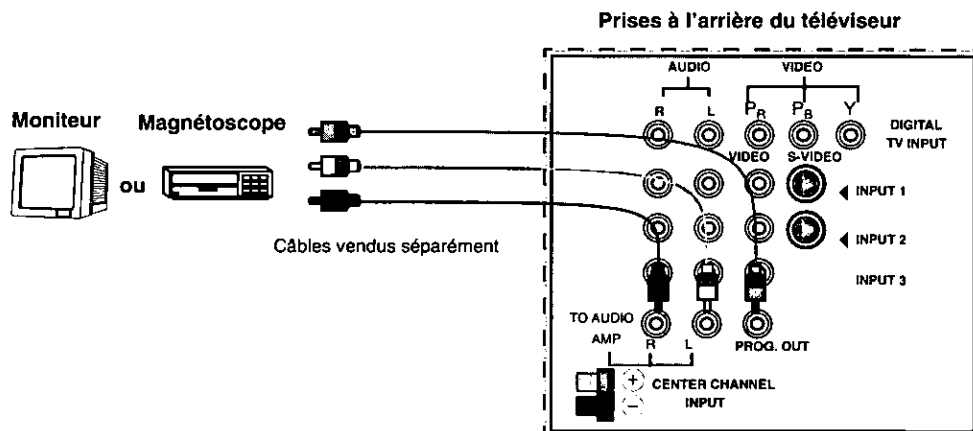 Prises à l'arrière du téléviseur
AUDIO VIDEO
R L PR PB Y
DIGITAL
TV INPUT
Moniteur
ou
Magnétoscope
VIDEO S-VIDEO
INPUT 1
INPUT 2
INPUT 3
Câbles vendus séparément
TO AUDIO
AMP R L
PROG. OUT
+
−
CENTER CHANNEL
INPUT